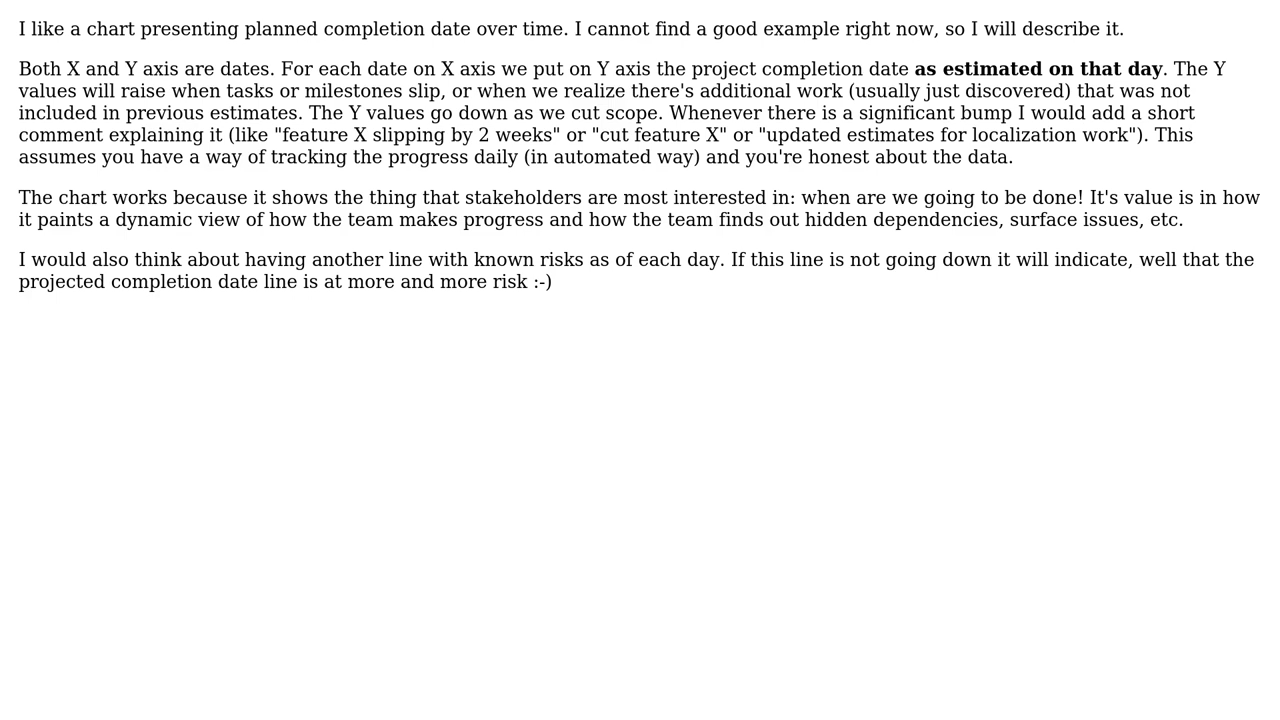 I like a chart presenting planned completion date over time. I cannot find a good example right now, so I will describe it.
Both X and Y axis are dates. For each date on X axis we put on Y axis the project completion date as estimated on that day. The Y
values will raise when tasks or milestones slip, or when we realize there's additional work (usually just discovered) that was not
included in previous estimates. The Y values go down as we cut scope. Whenever there is a significant bump I would add a short
comment explaining it (like "feature X slipping by 2 weeks" or "cut feature X" or "updated estimates for localization work"). This
assumes you have a way of tracking the progress daily (in automated way) and you're honest about the data.
The chart works because it shows the thing that stakeholders are most interested in: when are we going to be done! It's value is in how
it paints a dynamic view of how the team makes progress and how the team finds out hidden dependencies, surface issues, etc.
I would also think about having another line with known risks as of each day. If this line is not going down it will indicate, well that the
projected completion date line is at more and more risk :-)